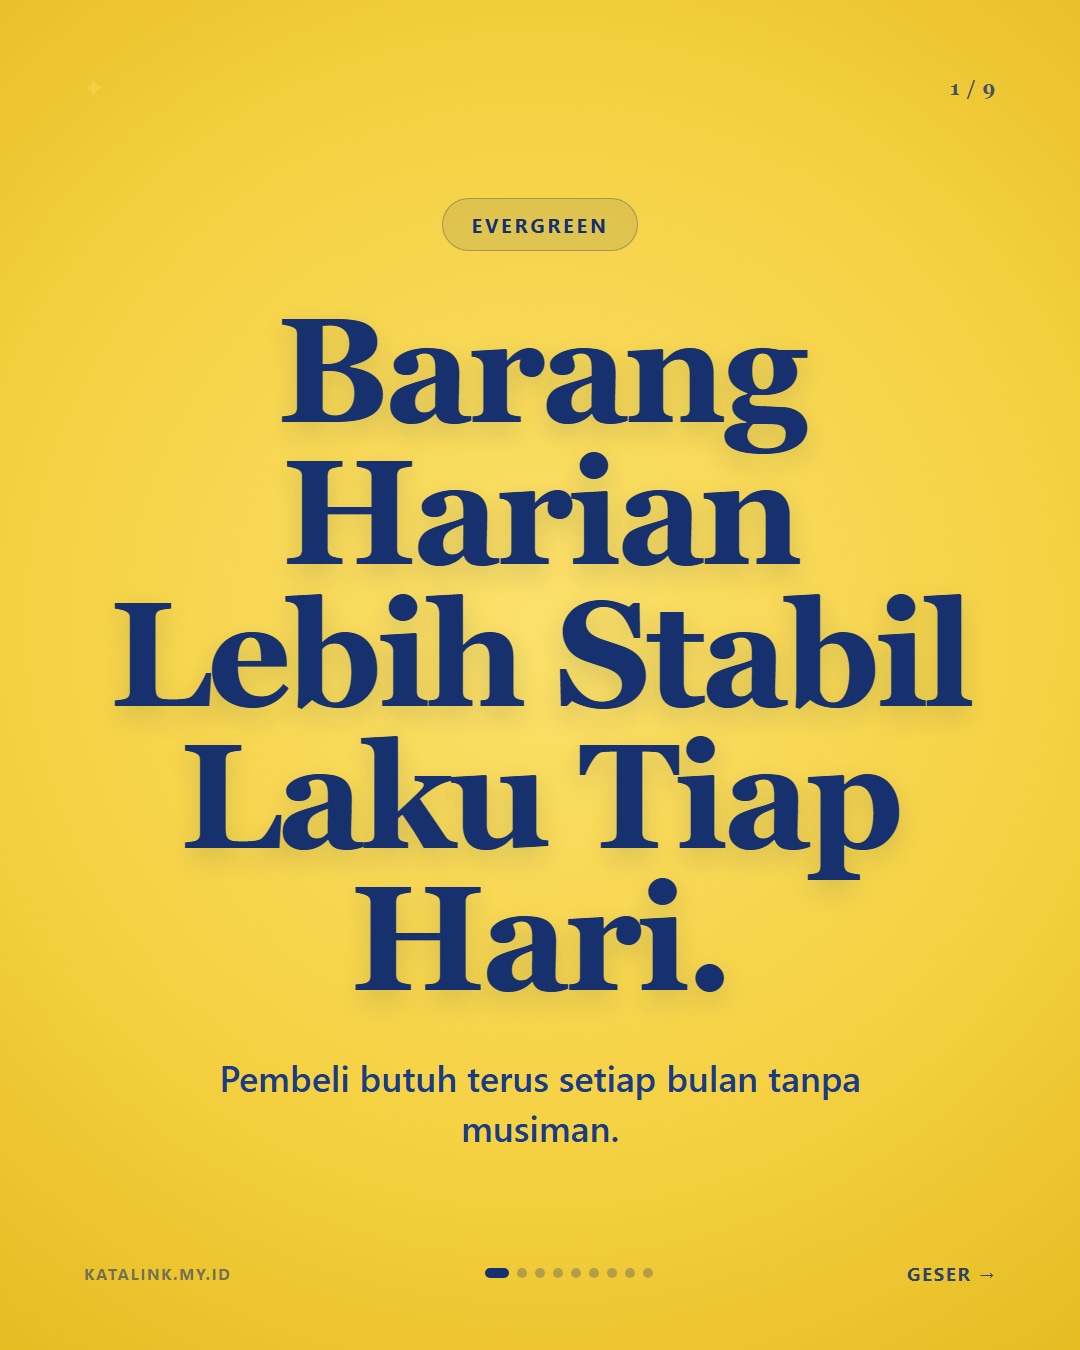 1 / 9
EVERGREEN
Barang
Harian
Lebih Stabil
Laku Tiap
Hari.
Pembeli butuh terus setiap bulan tanpa
musiman.
KATALINK.MY.ID
GESER →